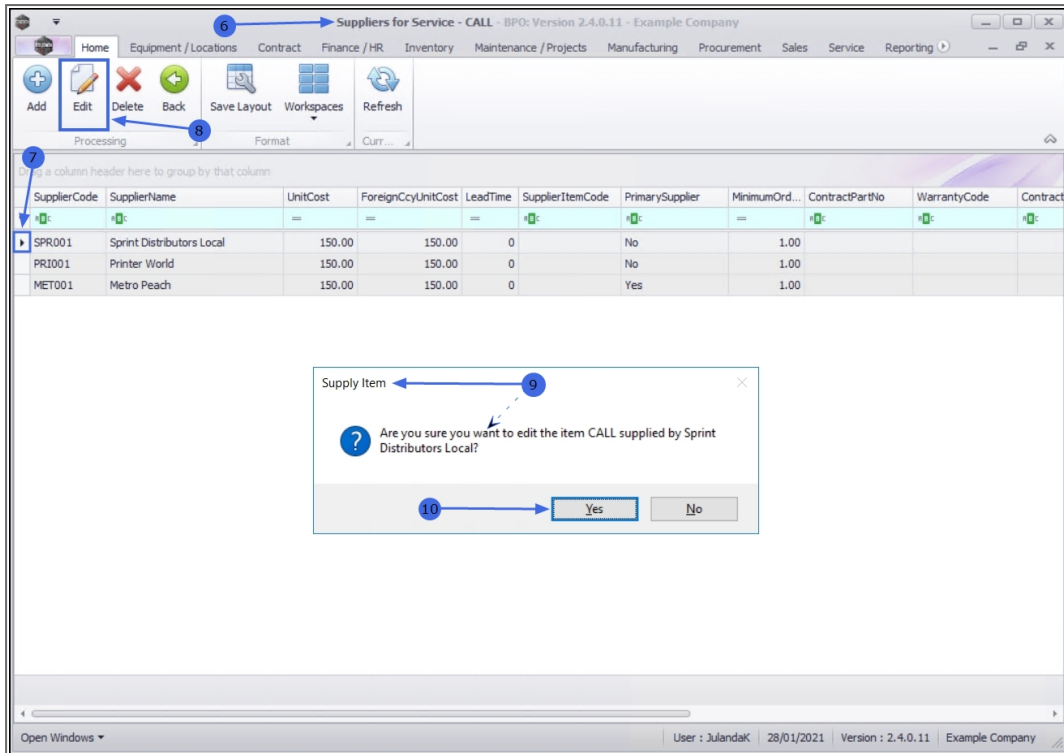 6
Suppliers for Service - CALL - BPO: Version 2.4.0.11 - Example Company
Home Equipment / Locations Contract Finance / HR Inventory Maintenance / Projects Manufacturing Procurement Sales Service Reporting
Add Edit Delete Back Save Layout Workspaces Refresh
8
Processing Format Curr...
7
Drag a column header here to group by that column
SupplierCode SupplierName UnitCost ForeignCcyUnitCost LeadTime SupplierItemCode PrimarySupplier MinimumOrd... ContractPartNo WarrantyCode Contract
SPR001 Sprint Distributors Local 150.00 150.00 0 No 1.00
PRI001 Printer World 150.00 150.00 0 No 1.00
MET001 Metro Peach 150.00 150.00 0 Yes 1.00
Supply Item
9
Are you sure you want to edit the item CALL supplied by Sprint
Distributors Local?
10
Yes No
Open Windows User : JulandaK 28/01/2021 Version : 2.4.0.11 Example Company